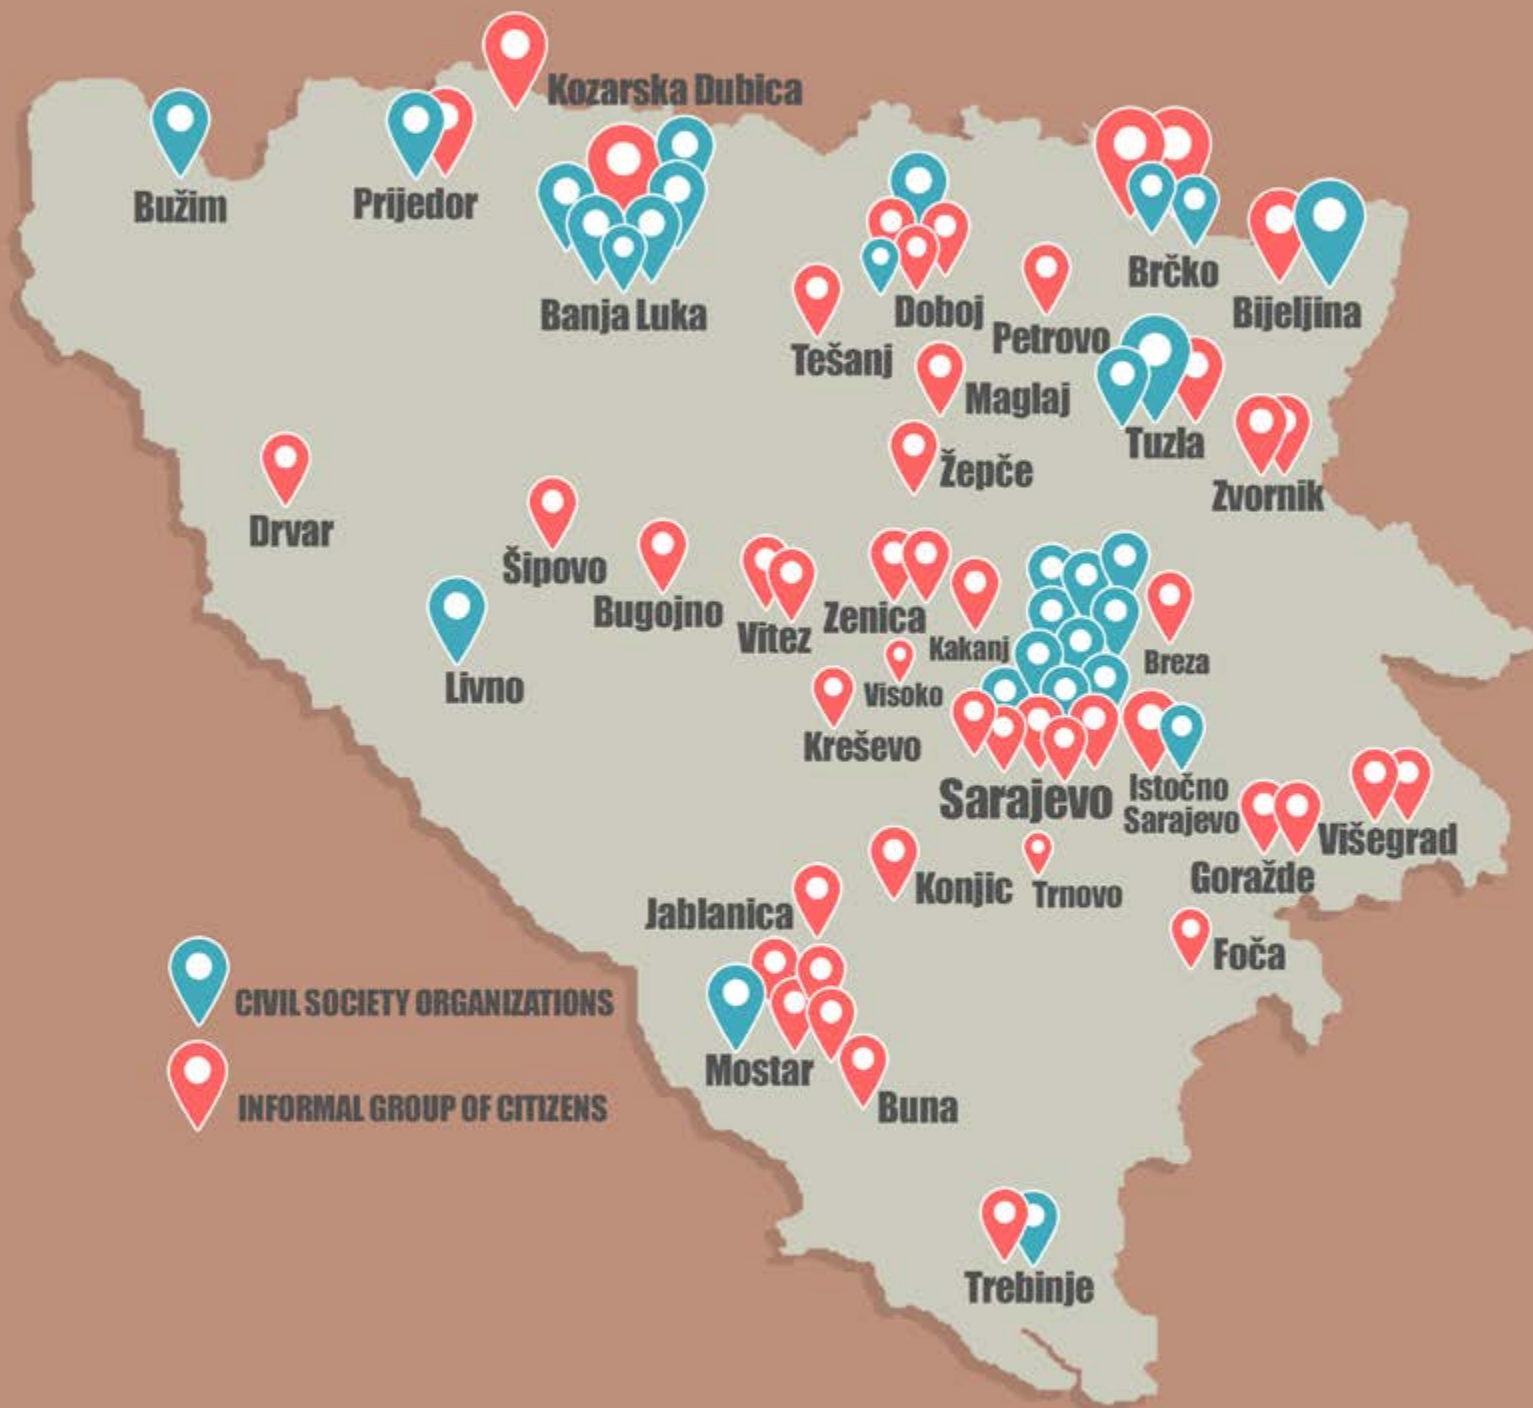 Kozarska Dubica
Bužim
Prijedor
Banja Luka
Doboj
Brčko
Bijeljina
Tešanj
Petrovo
Maglaj
Tuzla
Žepče
Zvornik
Drvar
Šipovo
Bugojno
Vitez
Zenica
Kakanj
Breza
Livno
Visoko
Kreševo
Sarajevo
Istočno
Sarajevo
Višegrad
Goražde
Konjic
Trnovo
Jablanica
Foča
CIVIL SOCIETY ORGANIZATIONS
Mostar
INFORMAL GROUP OF CITIZENS
Buna
Trebinje